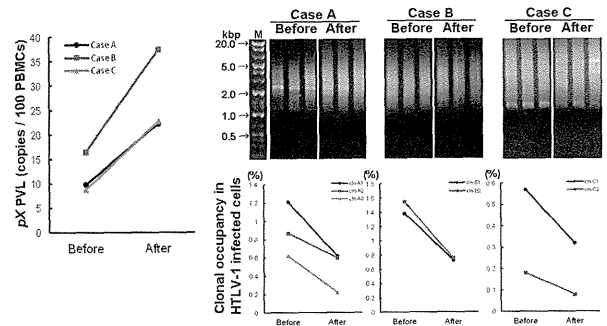 Case A
Case B
Case C
Before After
Before After
Before After
kbp M
20.0
5.0
2.0
1.0
0.5
pX PVL (copies / 100 PBMCs)
40
35
30
25
20
15
10
5
0
Case A
Case B
Case C
Before
After
Clonal occupancy in
HTLV-1 infected cells
(%)
1.4
1.2
1
0.8
0.6
0.4
0.2
0
Before
After
(%)
1.8
1.6
1.4
1.2
1
0.8
0.6
0.4
0.2
0
Before
After
(%)
0.6
0.5
0.4
0.3
0.2
0.1
0
Before
After